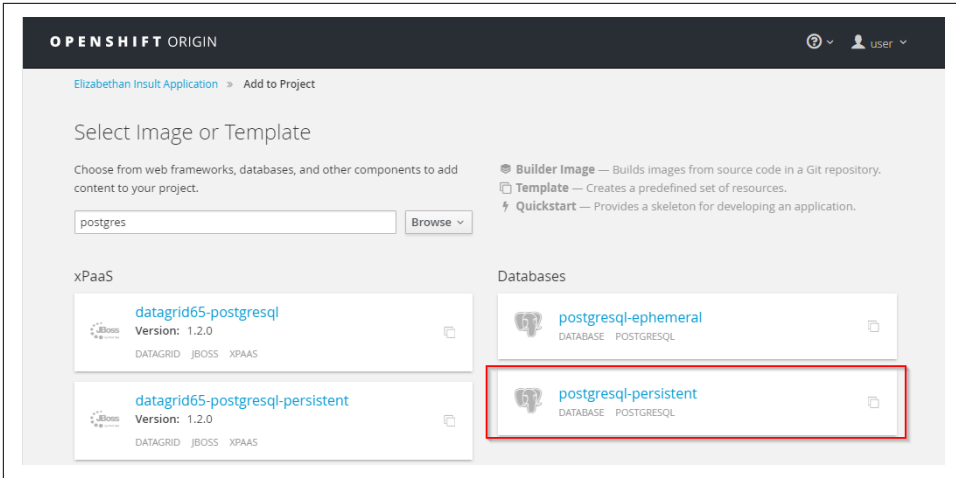 OPENSHIFT ORIGIN
user
Elizabethan Insult Application » Add to Project
Select Image or Template
Choose from web frameworks, databases, and other components to add
content to your project.
Builder Image — Builds images from source code in a Git repository.
Template — Creates a predefined set of resources.
Quickstart — Provides a skeleton for developing an application.
postgres
Browse
xPaaS
datagrid65-postgresql
JBoss
Version: 1.2.0
DATAGRID JBOSS XPAAS
datagrid65-postgresql-persistent
JBoss
Version: 1.2.0
DATAGRID JBOSS XPAAS
Databases
postgresql-ephemeral
DATABASE POSTGRESQL
postgresql-persistent
DATABASE POSTGRESQL